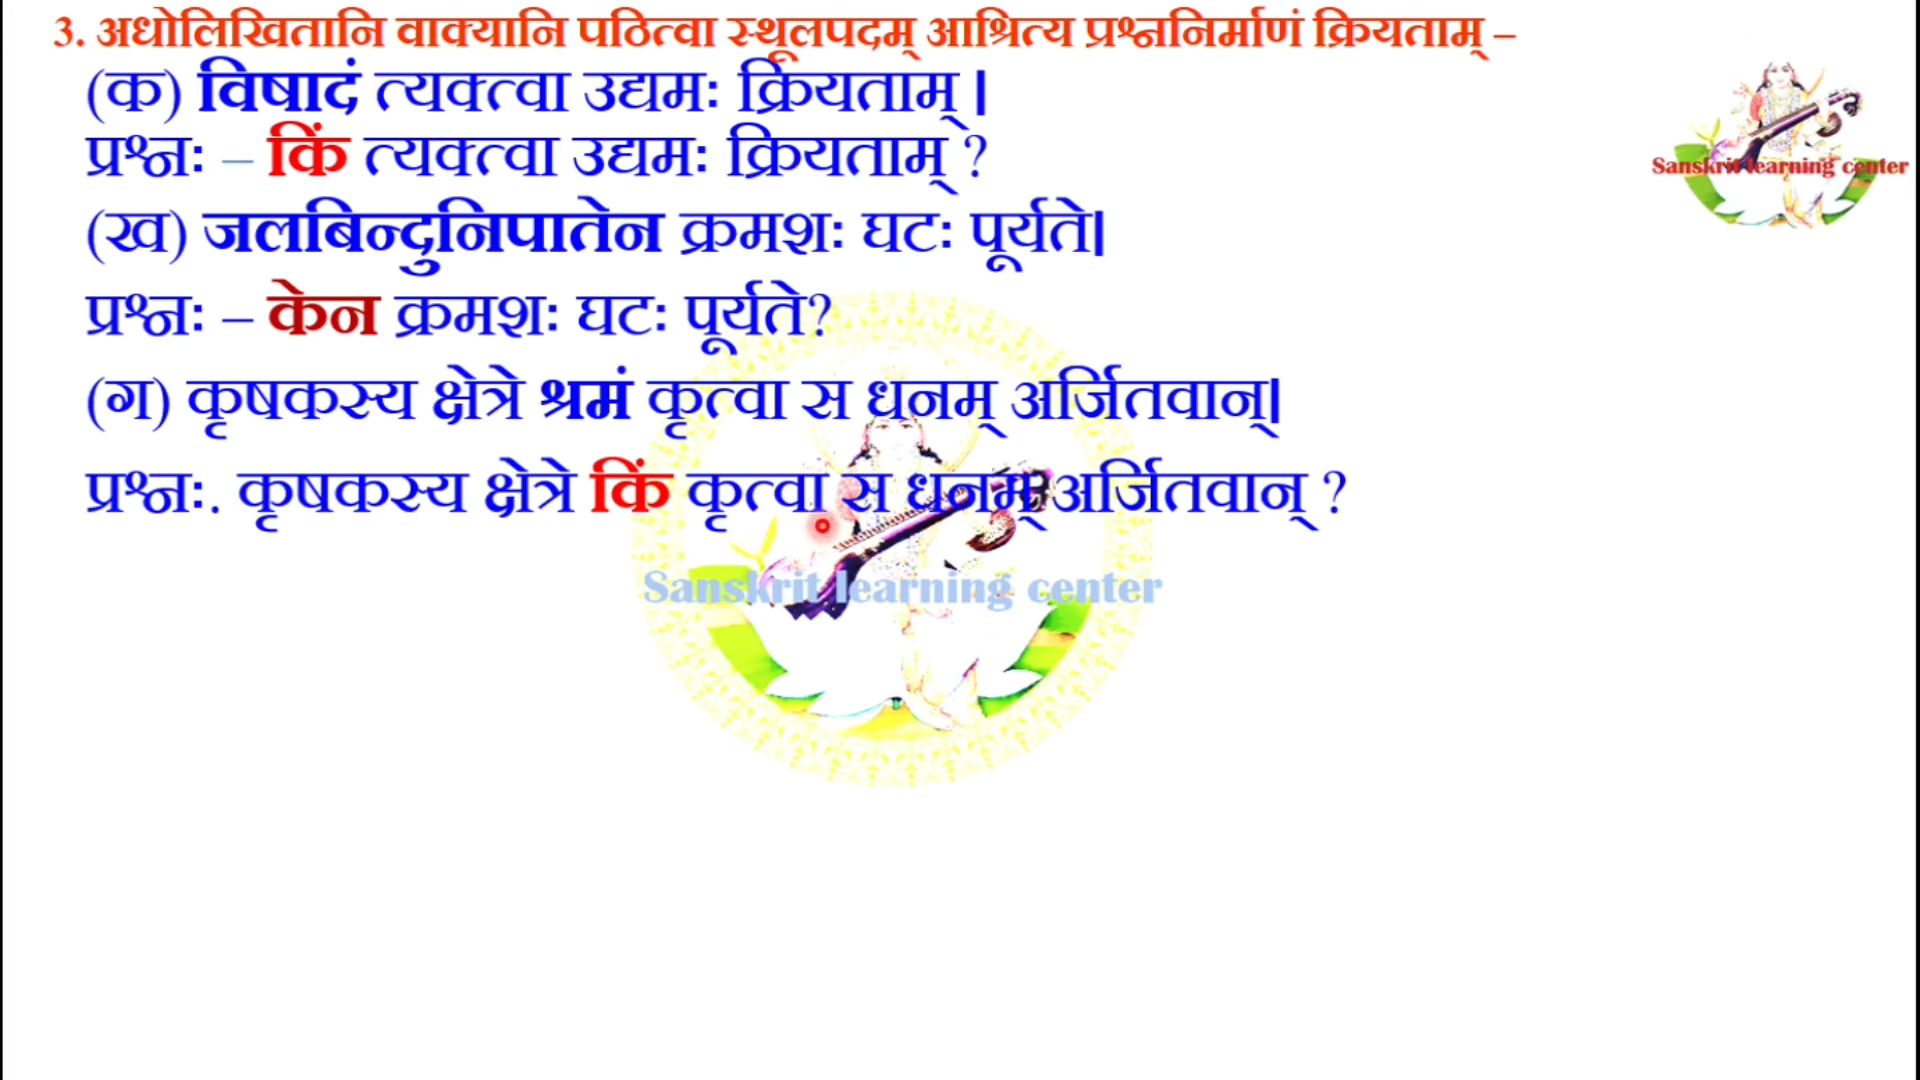 3. अधोलिखितानि वाक्यानि पठित्वा स्थूलपदम् आश्रित्य प्रश्ननिर्माणं क्रियताम् –
(क) विषादं त्यक्त्वा उद्यमः क्रियताम् |
प्रश्नः – किं त्यक्त्वा उद्यमः क्रियताम् ?
Sanskrit learning center
(ख) जलबिन्दुनिपातेन क्रमशः घटः पूर्यते|
प्रश्नः – केन क्रमशः घटः पूर्यते?
(ग) कृषकस्य क्षेत्रे श्रमं कृत्वा स धनम् अर्जितवान्|
प्रश्नः. कृषकस्य क्षेत्रे किं कृत्वा स धनम् अर्जितवान् ?
Sanskrit learning center